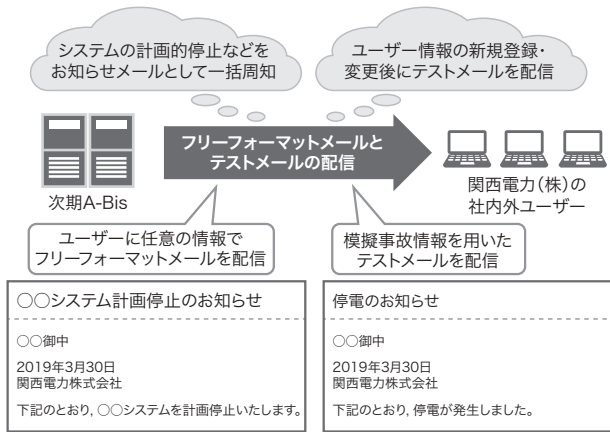 システムの計画的停止などを
お知らせメールとして一括周知
ユーザー情報の新規登録・
変更後にテストメールを配信
フリーフォーマットメールと
テストメールの配信
次期A-Bis
関西電力(株)の
社内外ユーザー
ユーザーに任意の情報で
フリーフォーマットメールを配信
模擬事故情報を用いた
テストメールを配信
○○システム計画停止のお知らせ
○○御中
2019年3月30日
関西電力株式会社
下記のとおり,○○システムを計画停止いたします。
停電のお知らせ
○○御中
2019年3月30日
関西電力株式会社
下記のとおり,停電が発生しました。